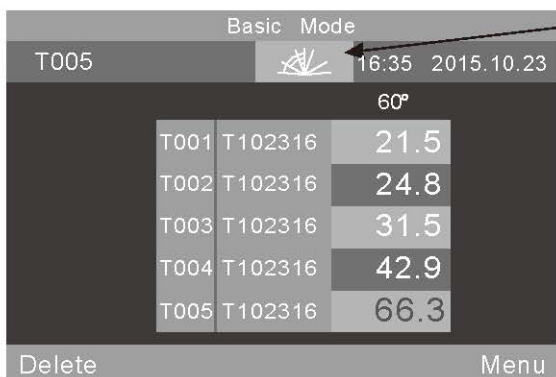 Basic Mode
T005 16:35 2015.10.23
60°
T001 T102316 21.5
T002 T102316 24.8
T003 T102316 31.5
T004 T102316 42.9
T005 T102316 66.3
Delete Menu